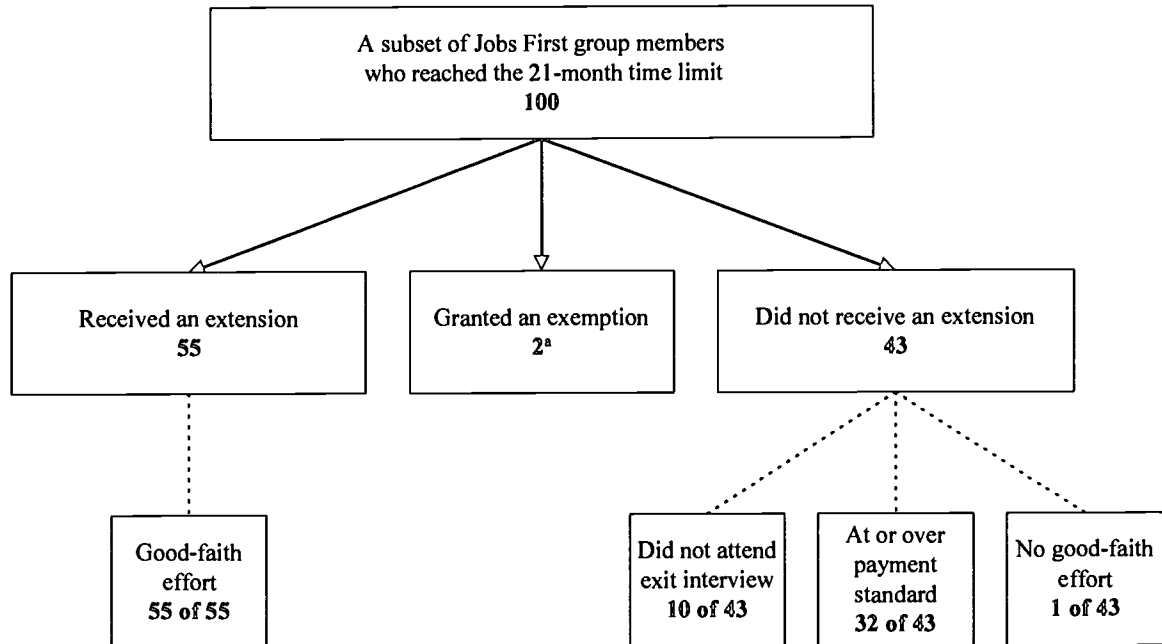 A subset of Jobs First group members
who reached the 21-month time limit
100
Received an extension
55
Granted an exemption
2ᵃ
Did not receive an extension
43
Good-faith
effort
55 of 55
Did not attend
exit interview
10 of 43
At or over
payment
standard
32 of 43
No good-faith
effort
1 of 43